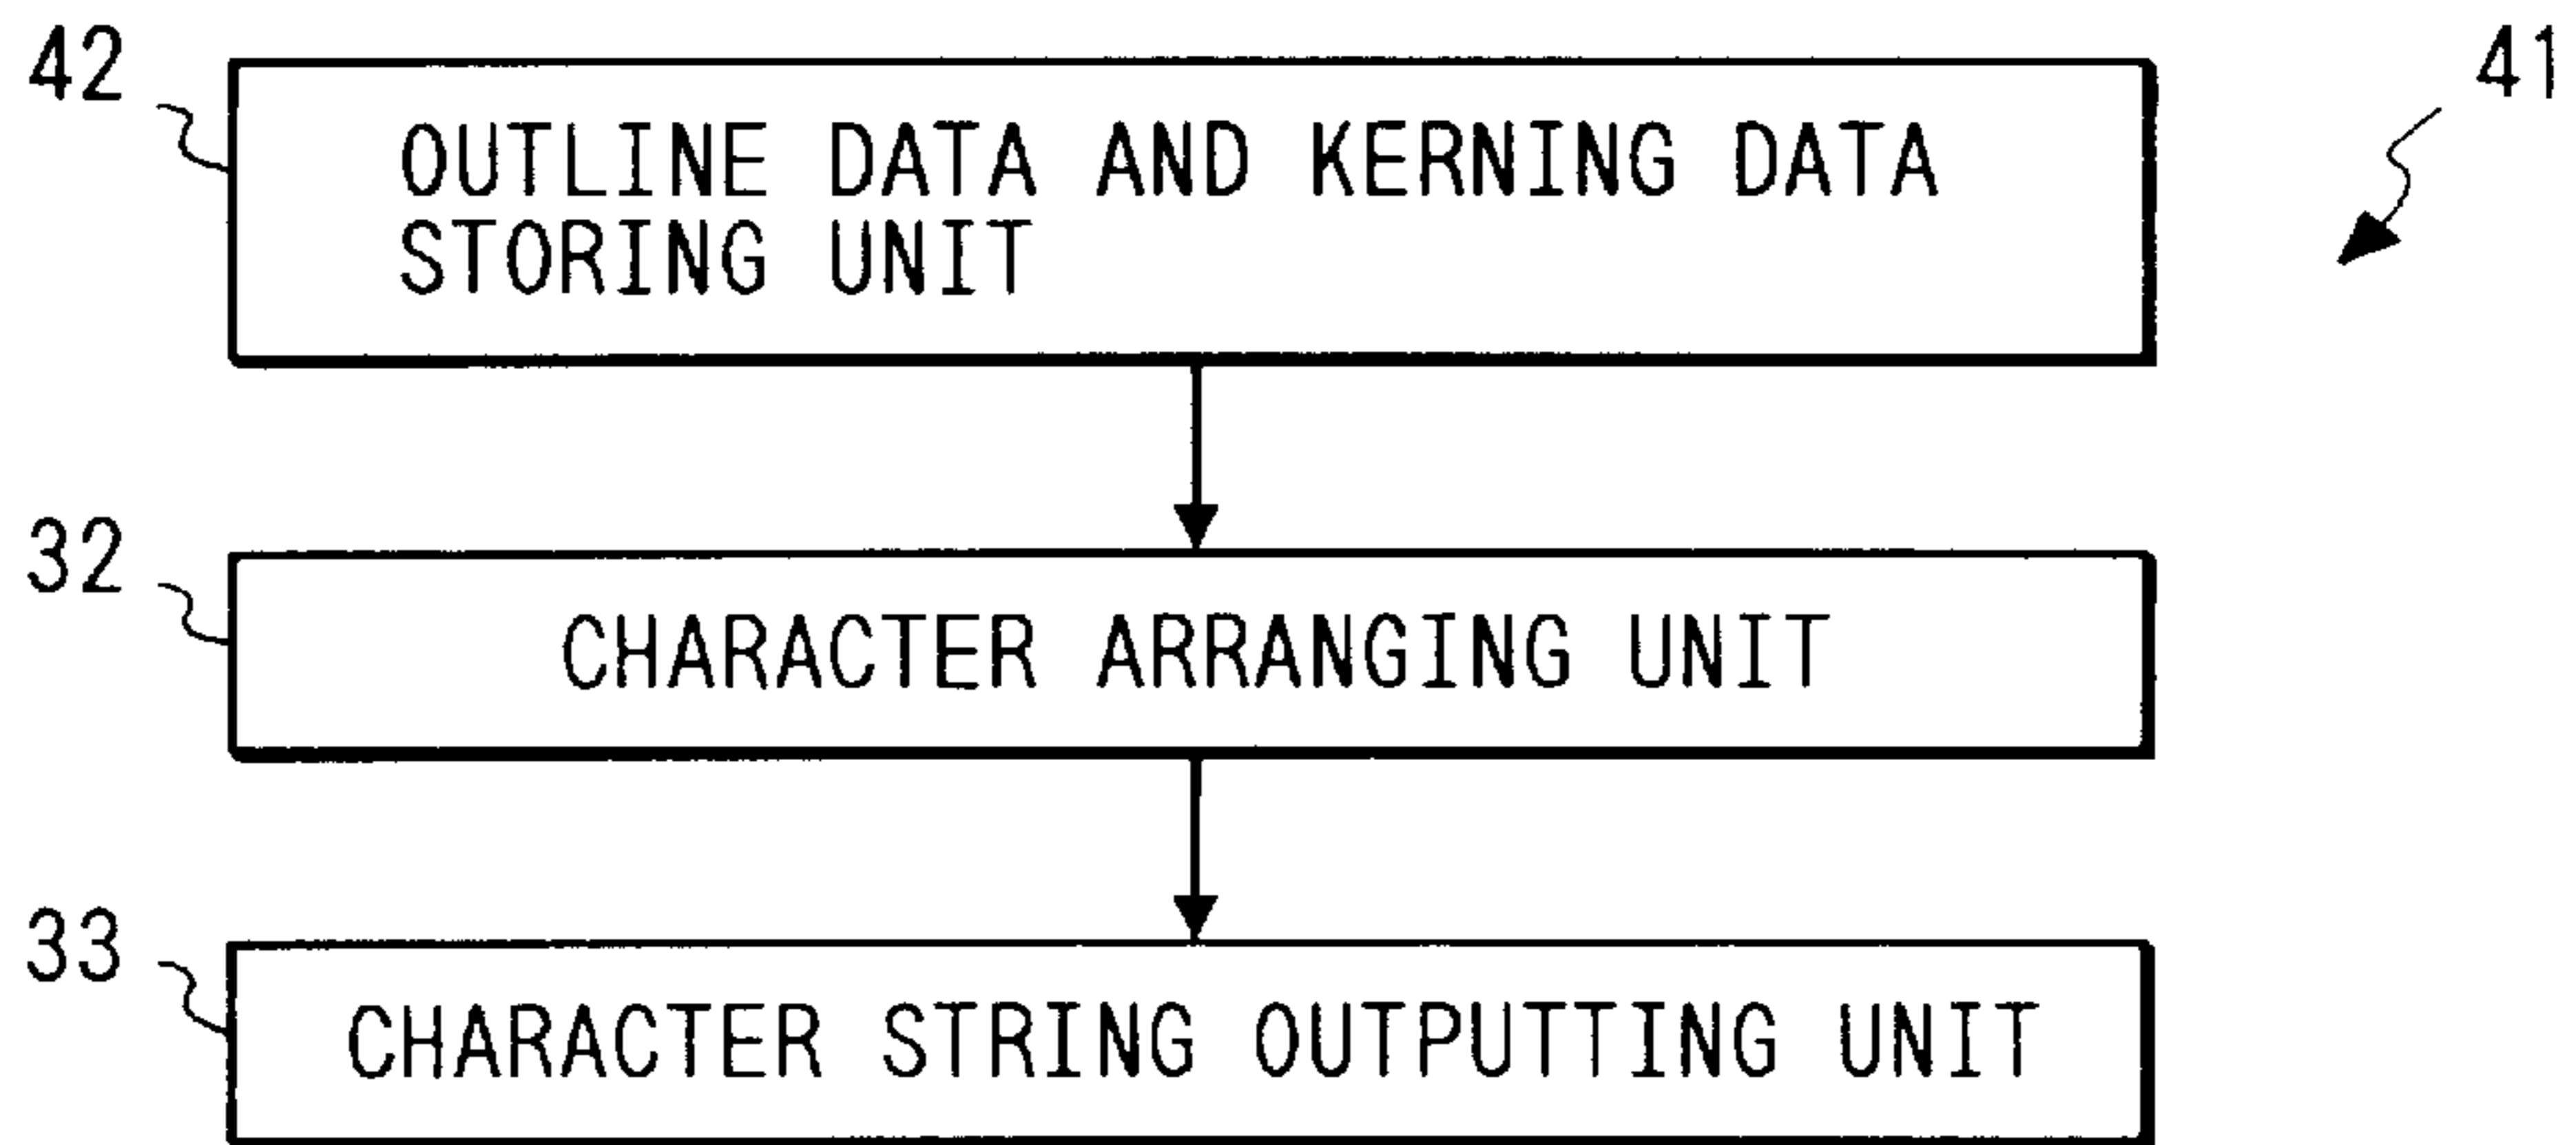 42
41
OUTLINE DATA AND KERNING DATA
STORING UNIT
32
CHARACTER ARRANGING UNIT
33
CHARACTER STRING OUTPUTTING UNIT